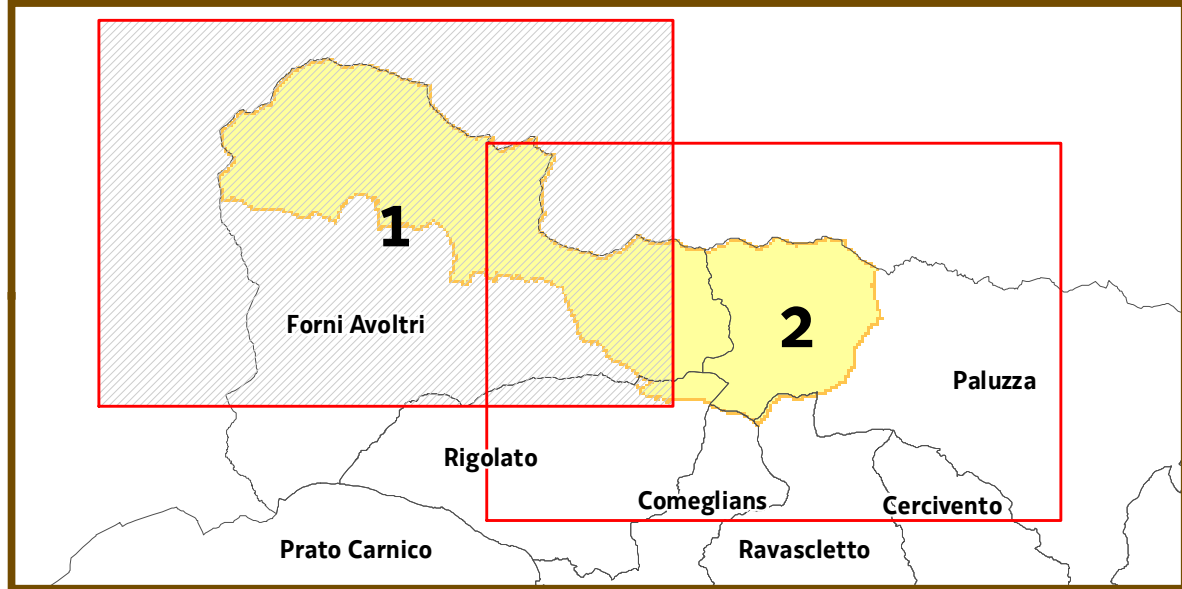 1
2
Forni Avoltri
Paluzza
Rigolato
Comeglians
Cercivento
Prato Carnico
Ravascletto